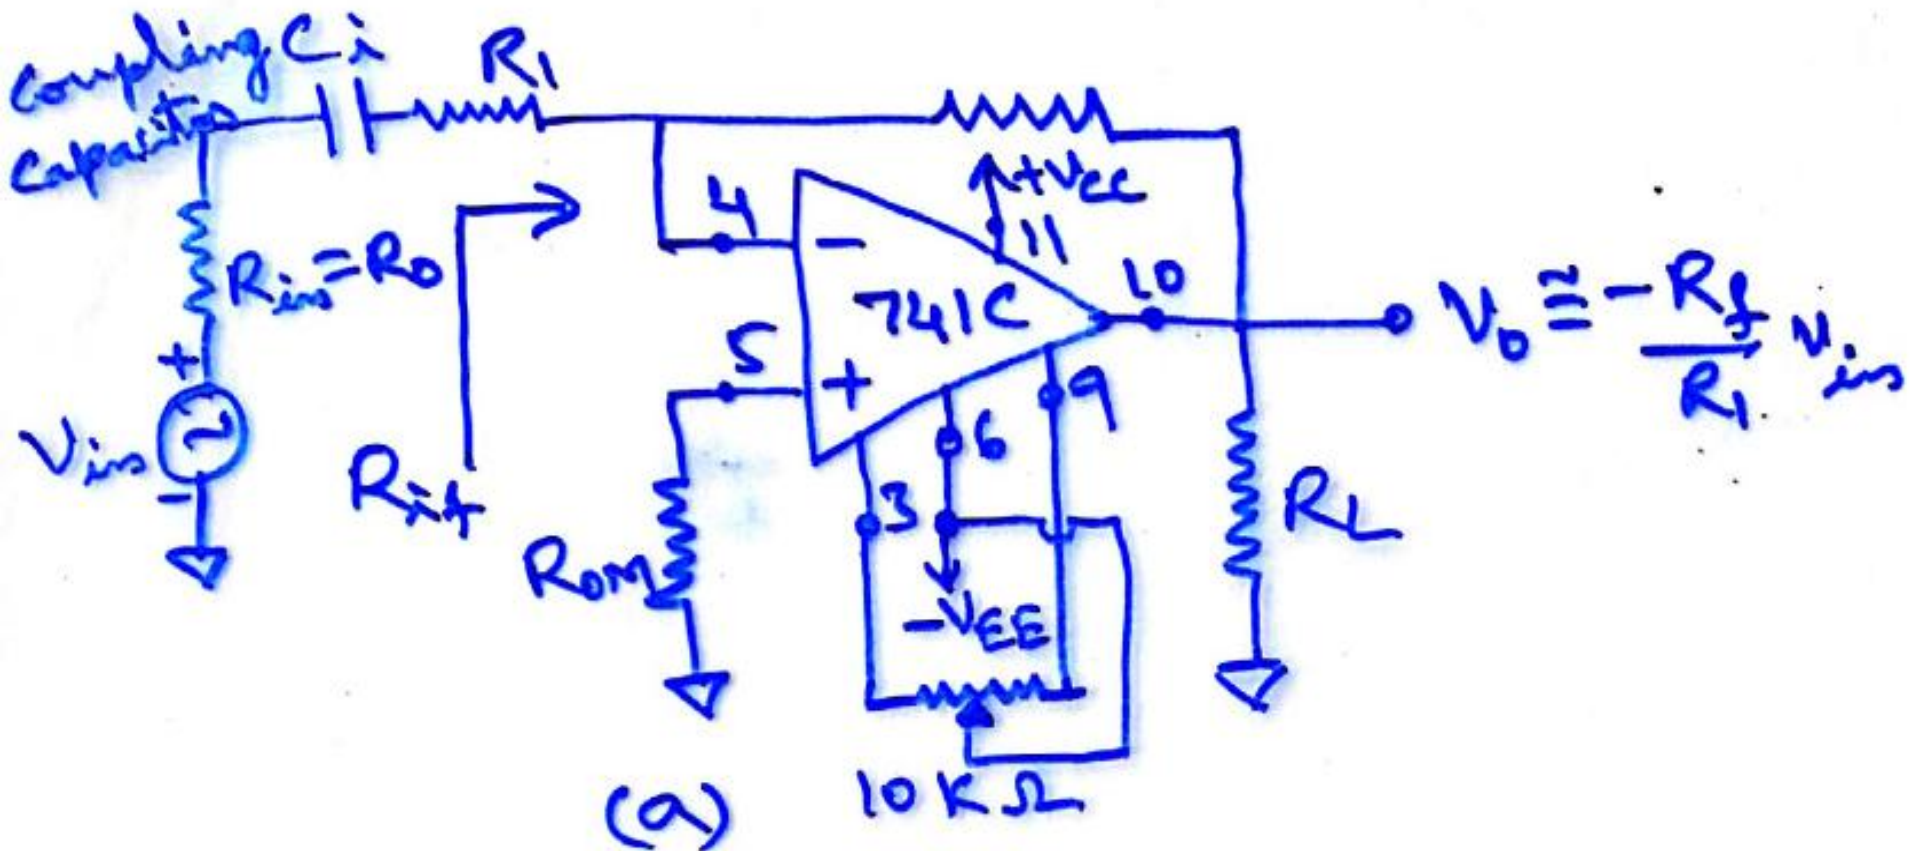 Coupling Ci
Capacitor
R1
+VCC
4
11
−
Rin=Ro
741C
10
Vo ≅ −Rf/R1 vin
5
+
9
+
6
Vin
−
Rif
3
RL
ROM
−VEE
10 KΩ
(a)